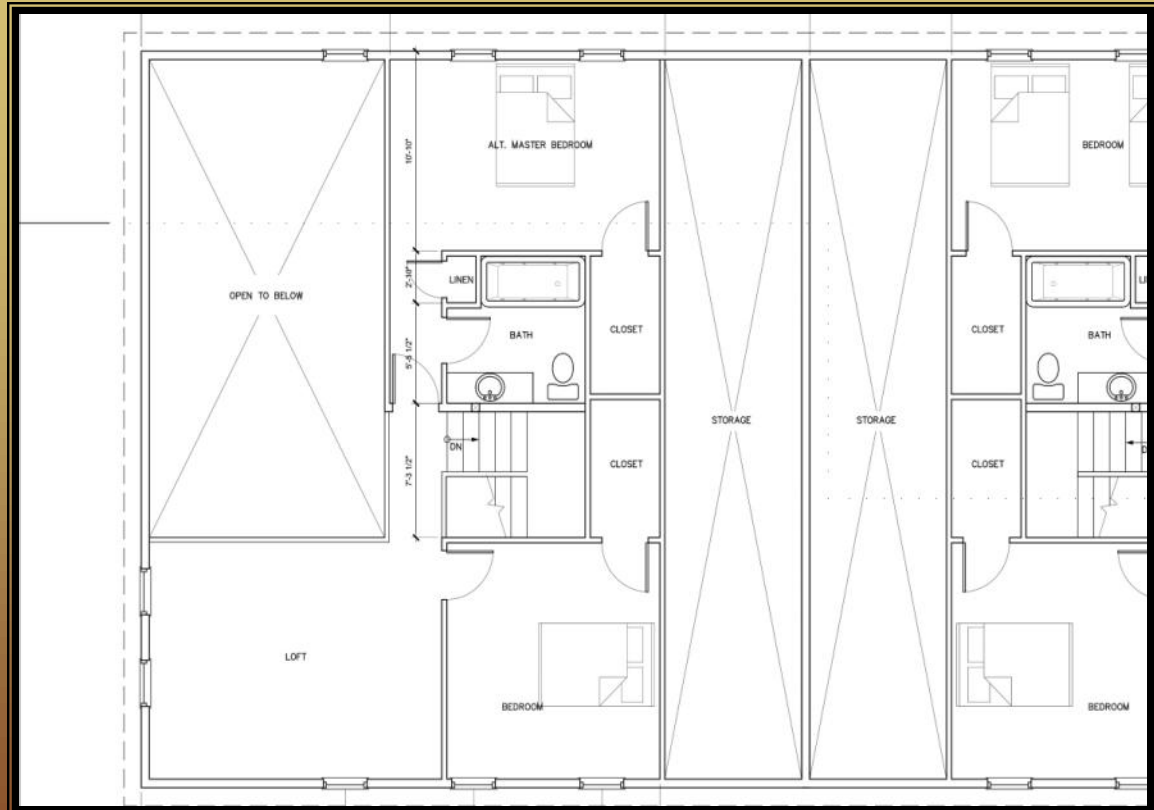 ALT. MASTER BEDROOM
BEDROOM
10'-10"
2'-10"
LINEN
OPEN TO BELOW
BATH
CLOSET
CLOSET
BATH
5'-5 1/2"
STORAGE
STORAGE
DN
7'-3 1/2"
CLOSET
CLOSET
LOFT
BEDROOM
BEDROOM